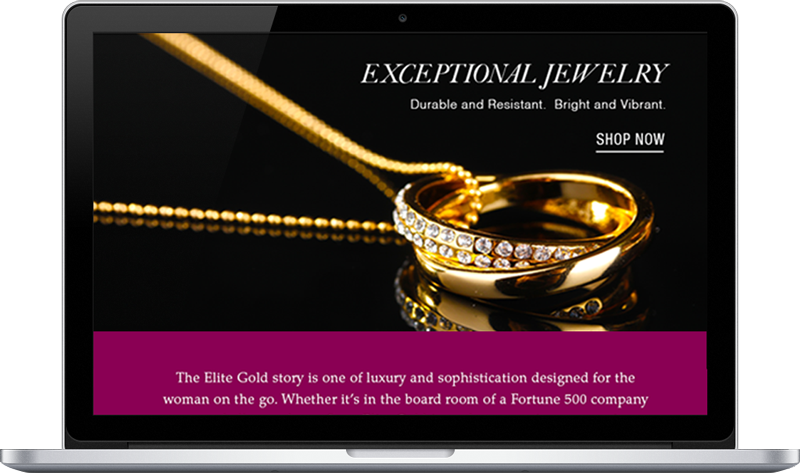 EXCEPTIONAL JEWELRY
Durable and Resistant.  Bright and Vibrant.
SHOP NOW
The Elite Gold story is one of luxury and sophistication designed for the
woman on the go. Whether it’s in the board room of a Fortune 500 company